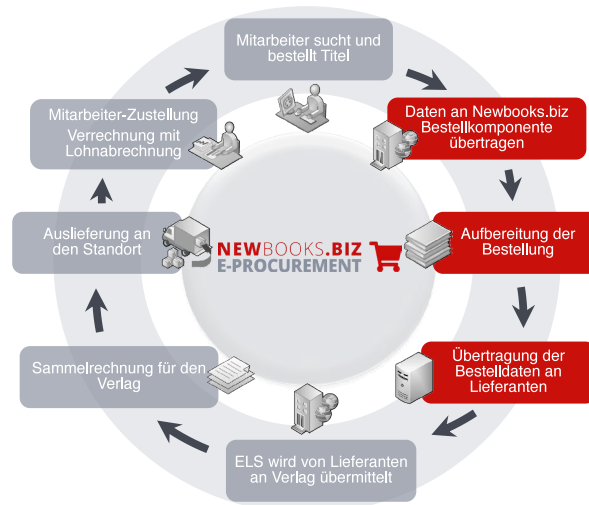 Mitarbeiter sucht und
bestellt Titel
Daten an Newbooks.biz
Bestellkomponente
übertragen
Aufbereitung der
Bestellung
Übertragung der
Bestelldaten an
Lieferanten
ELS wird von Lieferanten
an Verlag übermittelt
Sammelrechnung für den
Verlag
Auslieferung an
den Standort
Mitarbeiter-Zustellung
Verrechnung mit
Lohnabrechnung
NEWBOOKS.BIZ
E-PROCUREMENT